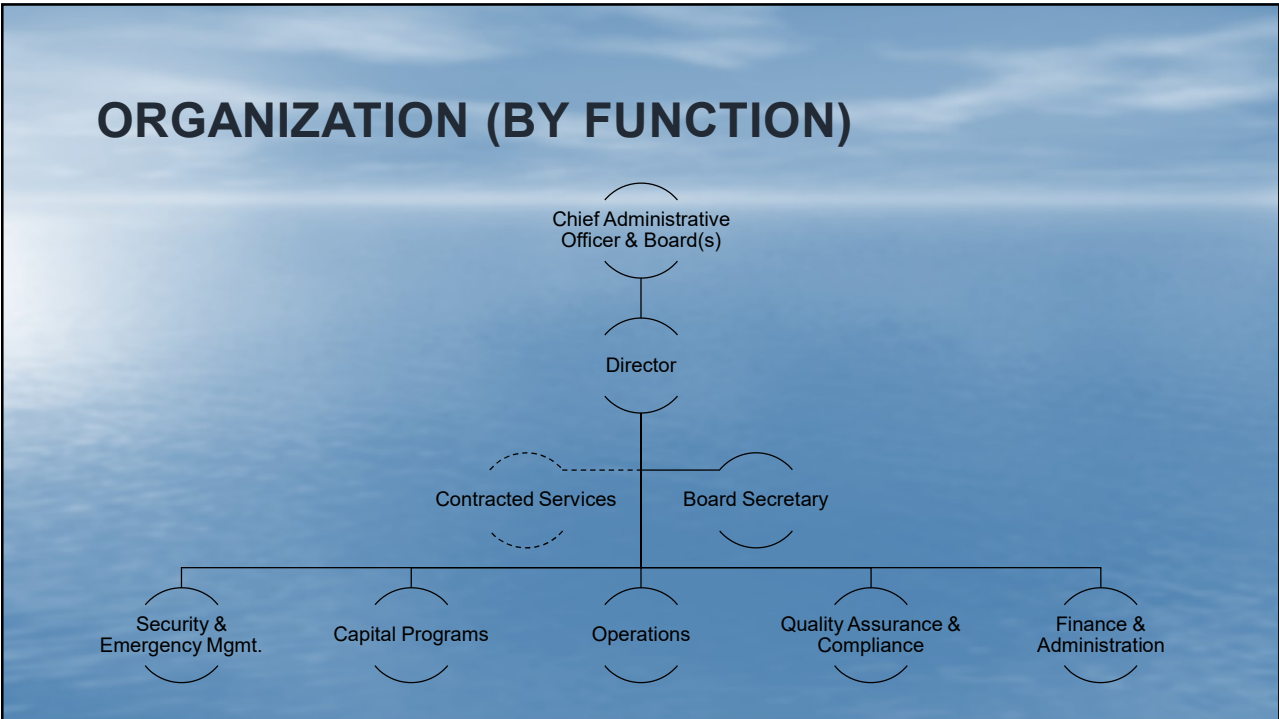 ORGANIZATION (BY FUNCTION)
Chief Administrative
Officer & Board(s)
Director
Contracted Services
Board Secretary
Security &
Emergency Mgmt.
Capital Programs
Operations
Quality Assurance &
Compliance
Finance &
Administration